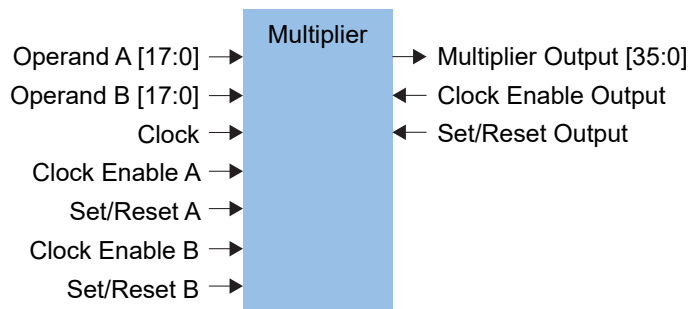 Multiplier
Operand A [17:0]
Operand B [17:0]
Clock
Clock Enable A
Set/Reset A
Clock Enable B
Set/Reset B
Multiplier Output [35:0]
Clock Enable Output
Set/Reset Output